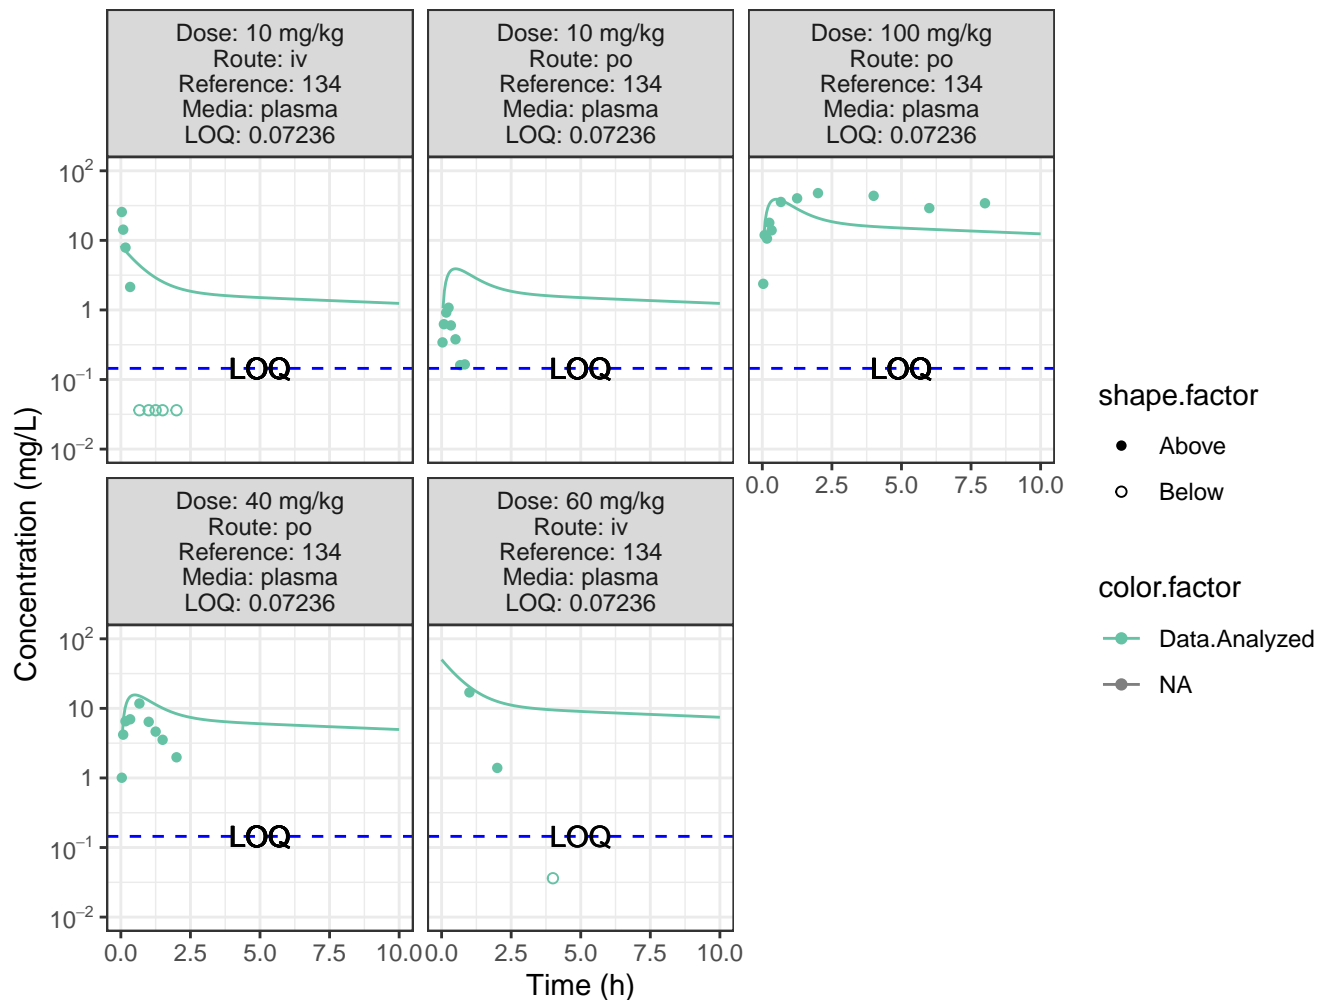 Dose: 10 mg/kg
Route: iv
Reference: 134
Media: plasma
LOQ: 0.07236
Dose: 10 mg/kg
Route: po
Reference: 134
Media: plasma
LOQ: 0.07236
Dose: 100 mg/kg
Route: po
Reference: 134
Media: plasma
LOQ: 0.07236
10²
10
1
10⁻¹
10⁻²
LOQ
LOQ
LOQ
0.0 2.5 5.0 7.5 10.0
Dose: 40 mg/kg
Route: po
Reference: 134
Media: plasma
LOQ: 0.07236
Dose: 60 mg/kg
Route: iv
Reference: 134
Media: plasma
LOQ: 0.07236
10²
10
1
10⁻¹
10⁻²
LOQ
LOQ
0.0 2.5 5.0 7.5 10.0
0.0 2.5 5.0 7.5 10.0
Time (h)
Concentration (mg/L)
shape.factor
Above
Below
color.factor
Data.Analyzed
NA